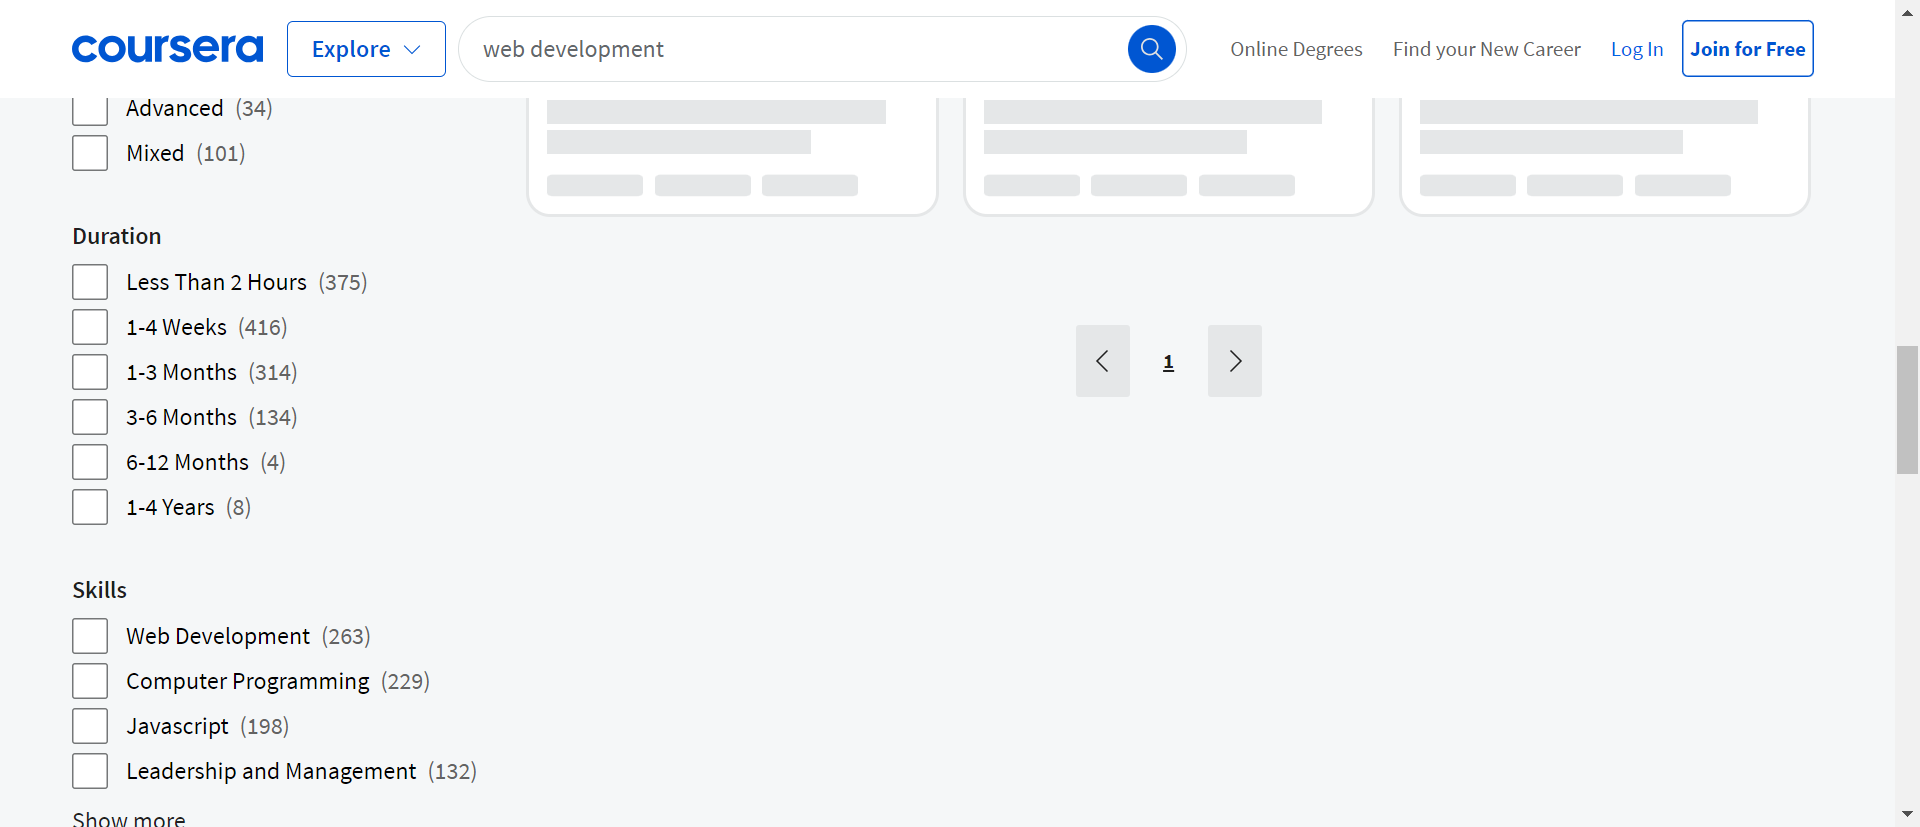 coursera
Explore
web development
Online Degrees
Find your New Career
Log In
Join for Free
Advanced (34)
Mixed (101)
Duration
Less Than 2 Hours (375)
1-4 Weeks (416)
1-3 Months (314)
3-6 Months (134)
6-12 Months (4)
1-4 Years (8)
1
Skills
Web Development (263)
Computer Programming (229)
Javascript (198)
Leadership and Management (132)
Show more